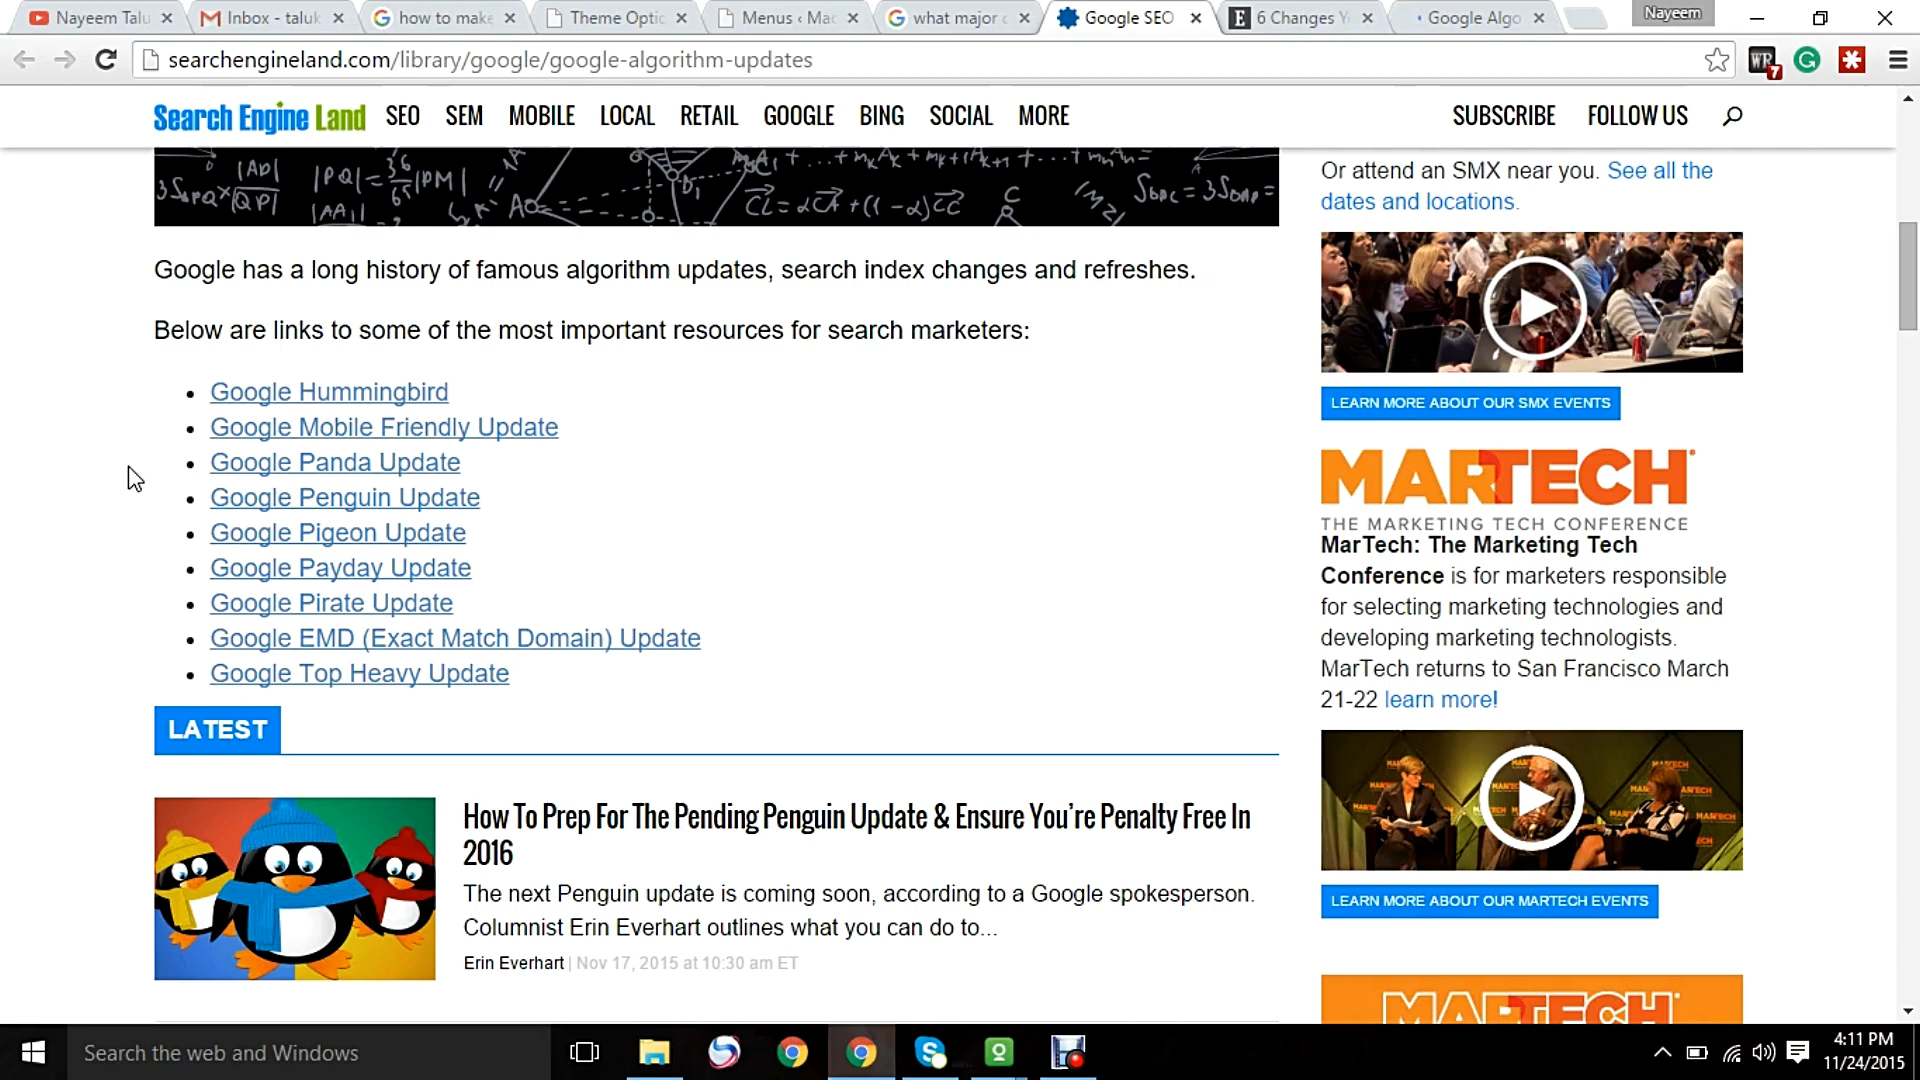 Nayeem Talu
Inbox - taluk
how to make
Theme Optic
Menus ‹ Mac
what major c
Google SEO
6 Changes Y
Google Algo
Nayeem
searchengineland.com/library/google/google-algorithm-updates
WR
7
Search Engine Land
SEO
SEM
MOBILE
LOCAL
RETAIL
GOOGLE
BING
SOCIAL
MORE
SUBSCRIBE
FOLLOW US
Google has a long history of famous algorithm updates, search index changes and refreshes.
Below are links to some of the most important resources for search marketers:
• Google Hummingbird
• Google Mobile Friendly Update
• Google Panda Update
• Google Penguin Update
• Google Pigeon Update
• Google Payday Update
• Google Pirate Update
• Google EMD (Exact Match Domain) Update
• Google Top Heavy Update
LATEST
How To Prep For The Pending Penguin Update & Ensure You’re Penalty Free In
2016
The next Penguin update is coming soon, according to a Google spokesperson.
Columnist Erin Everhart outlines what you can do to...
Erin Everhart | Nov 17, 2015 at 10:30 am ET
Or attend an SMX near you. See all the
dates and locations.
LEARN MORE ABOUT OUR SMX EVENTS
MARTECH
THE MARKETING TECH CONFERENCE
MarTech: The Marketing Tech
Conference is for marketers responsible
for selecting marketing technologies and
developing marketing technologists.
MarTech returns to San Francisco March
21-22 learn more!
MARTECH
LEARN MORE ABOUT OUR MARTECH EVENTS
MARTECH
Search the web and Windows
4:11 PM
11/24/2015